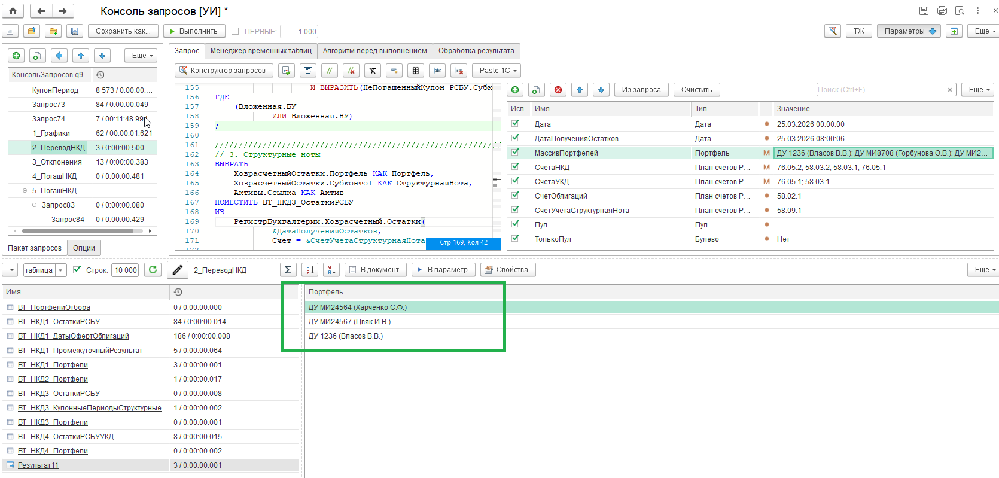 Консоль запросов [УИ] *
Сохранить как...
Выполнить
ПЕРВЫЕ:
1 000
ТЖ
Параметры
Еще
Еще
КонсольЗапросов.q9
КупонПериод 8 573 / 0:00:00....
Запрос73 84 / 0:00:00.049
Запрос74 7 / 00:11:48.99
1_Графики 62 / 00:00:01.621
2_ПереводНКД 3 / 0:00:00.500
3_Отклонения 13 / 0:00:00.383
4_ПогашНКД 0 / 0:00:00.481
5_ПогашНКД_...
Запрос83 0 / 0:00:00.080
Запрос84 0 / 0:00:00.429
Пакет запросов
Опции
Запрос
Менеджер временных таблиц
Алгоритм перед выполнением
Обработка результата
Конструктор запросов
Paste 1C
155 И ВЫРАЗИТЬ(НеПогашенныйКупон_РСБУ.Субк
156 ГДЕ
157 (Вложенная.БУ
158 ИЛИ Вложенная.НУ)
159 ;
160
161 ////////////////////////////////////////////////////////////
162 // 3. Структурные ноты
163 ВЫБРАТЬ
164 ХозрасчетныйОстатки.Портфель КАК Портфель,
165 ХозрасчетныйОстатки.Субконто1 КАК СтруктурнаяНота,
166 Активы.Ссылка КАК Актив
167 ПОМЕСТИТЬ ВТ_НКД3_ОстаткиРСБУ
168 ИЗ
169 РегистрБухгалтерии.Хозрасчетный.Остатки(
170 &ДатаПолученияОстатков,
171 Счет = &СчетУчетаСтруктурнаяНота
Стр 169, Кол 42
Из запроса
Очистить
Поиск (Ctrl+F)
×
Еще
Исп. Имя Тип Значение
Дата Дата 25.03.2026 00:00:00
ДатаПолученияОстатков Дата 25.03.2026 08:00:06
МассивПортфелей Портфель М ДУ 1236 (Власов В.В.); ДУ МИ8708 (Горбунова О.В.); ДУ МИ2...
СчетаНКД План счетов Р... М 76.05.2; 58.03.2; 58.03.1; 76.05.1
СчетаУКД План счетов Р... М 76.05.1; 58.03.1
СчетОблигаций План счетов Р... 58.02.1
СчетУчетаСтруктурнаяНота План счетов Р... 58.09.1
Пул Пул
ТолькоПул Булево Нет
таблица
Строк:
10 000
2_ПереводНКД
Σ
В документ
В параметр
Свойства
Еще
Имя
ВТ_ПортфелиОтбора 0 / 0:00:00.000
ВТ_НКД1_ОстаткиРСБУ 84 / 0:00:00.014
ВТ_НКД1_ДатыОфертОблигаций 186 / 0:00:00.008
ВТ_НКД1_ПромежуточныйРезультат 5 / 0:00:00.064
ВТ_НКД1_Портфели 3 / 0:00:00.001
ВТ_НКД2_Портфели 1 / 0:00:00.017
ВТ_НКД3_ОстаткиРСБУ 0 / 0:00:00.008
ВТ_НКД3_КупонныеПериодыСтруктурные 1 / 0:00:00.002
ВТ_НКД3_Портфели 0 / 0:00:00.001
ВТ_НКД4_ОстаткиРСБУУКД 8 / 0:00:00.015
ВТ_НКД4_Портфели 0 / 0:00:00.002
Результат11 3 / 0:00:00.001
Портфель
ДУ МИ24564 (Харченко С.Ф.)
ДУ МИ24567 (Цвяк И.В.)
ДУ 1236 (Власов В.В.)